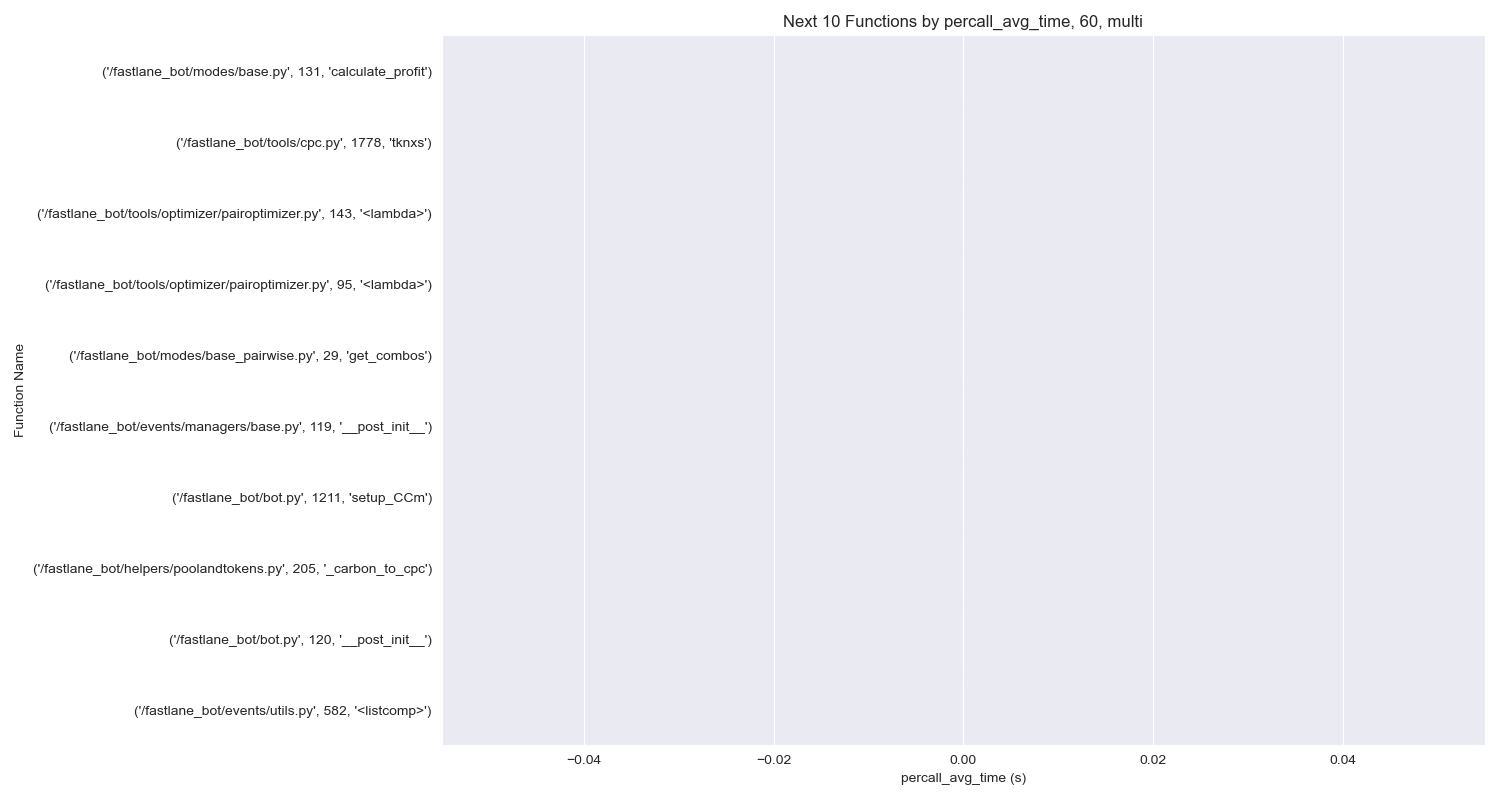 Next 10 Functions by percall_avg_time, 60, multi
('/fastlane_bot/modes/base.py', 131, 'calculate_profit')
('/fastlane_bot/tools/cpc.py', 1778, 'tknxs')
('/fastlane_bot/tools/optimizer/pairoptimizer.py', 143, '<lambda>')
('/fastlane_bot/tools/optimizer/pairoptimizer.py', 95, '<lambda>')
('/fastlane_bot/modes/base_pairwise.py', 29, 'get_combos')
('/fastlane_bot/events/managers/base.py', 119, '__post_init__')
('/fastlane_bot/bot.py', 1211, 'setup_CCm')
('/fastlane_bot/helpers/poolandtokens.py', 205, '_carbon_to_cpc')
('/fastlane_bot/bot.py', 120, '__post_init__')
('/fastlane_bot/events/utils.py', 582, '<listcomp>')
Function Name
−0.04 −0.02 0.00 0.02 0.04
percall_avg_time (s)